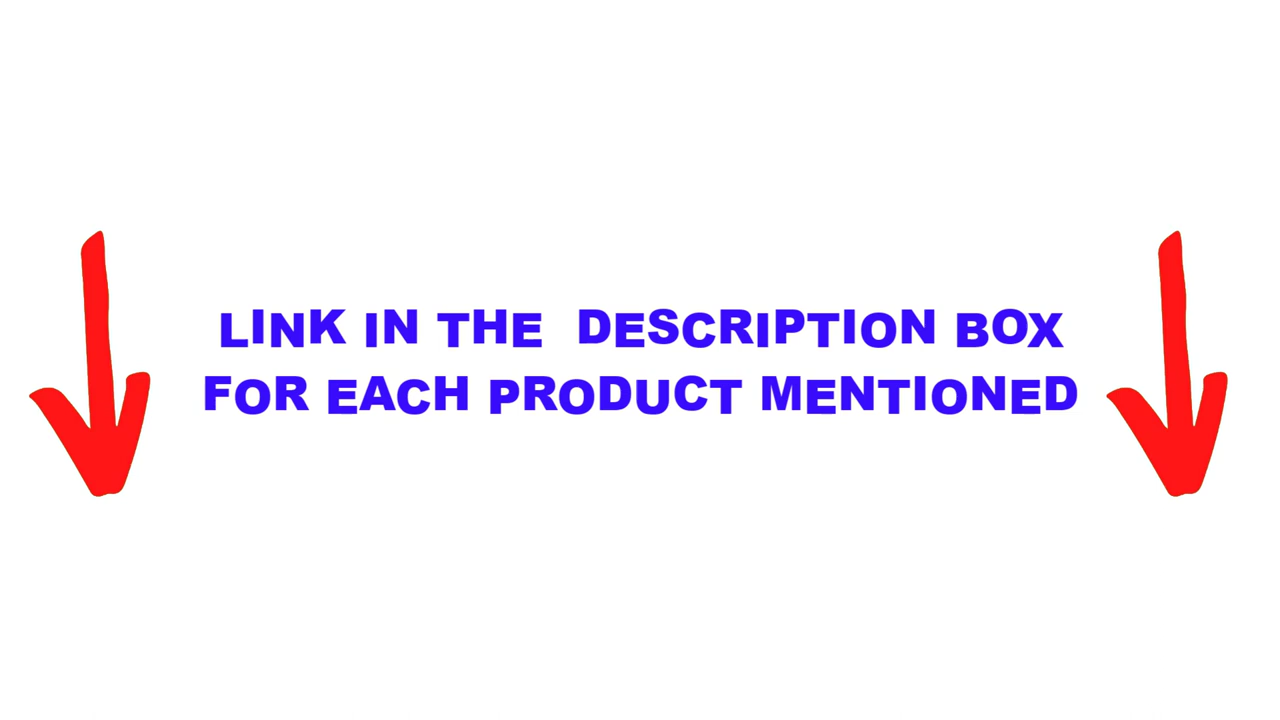 LINK IN THE DESCRIPTION BOX
FOR EACH PRODUCT MENTIONED